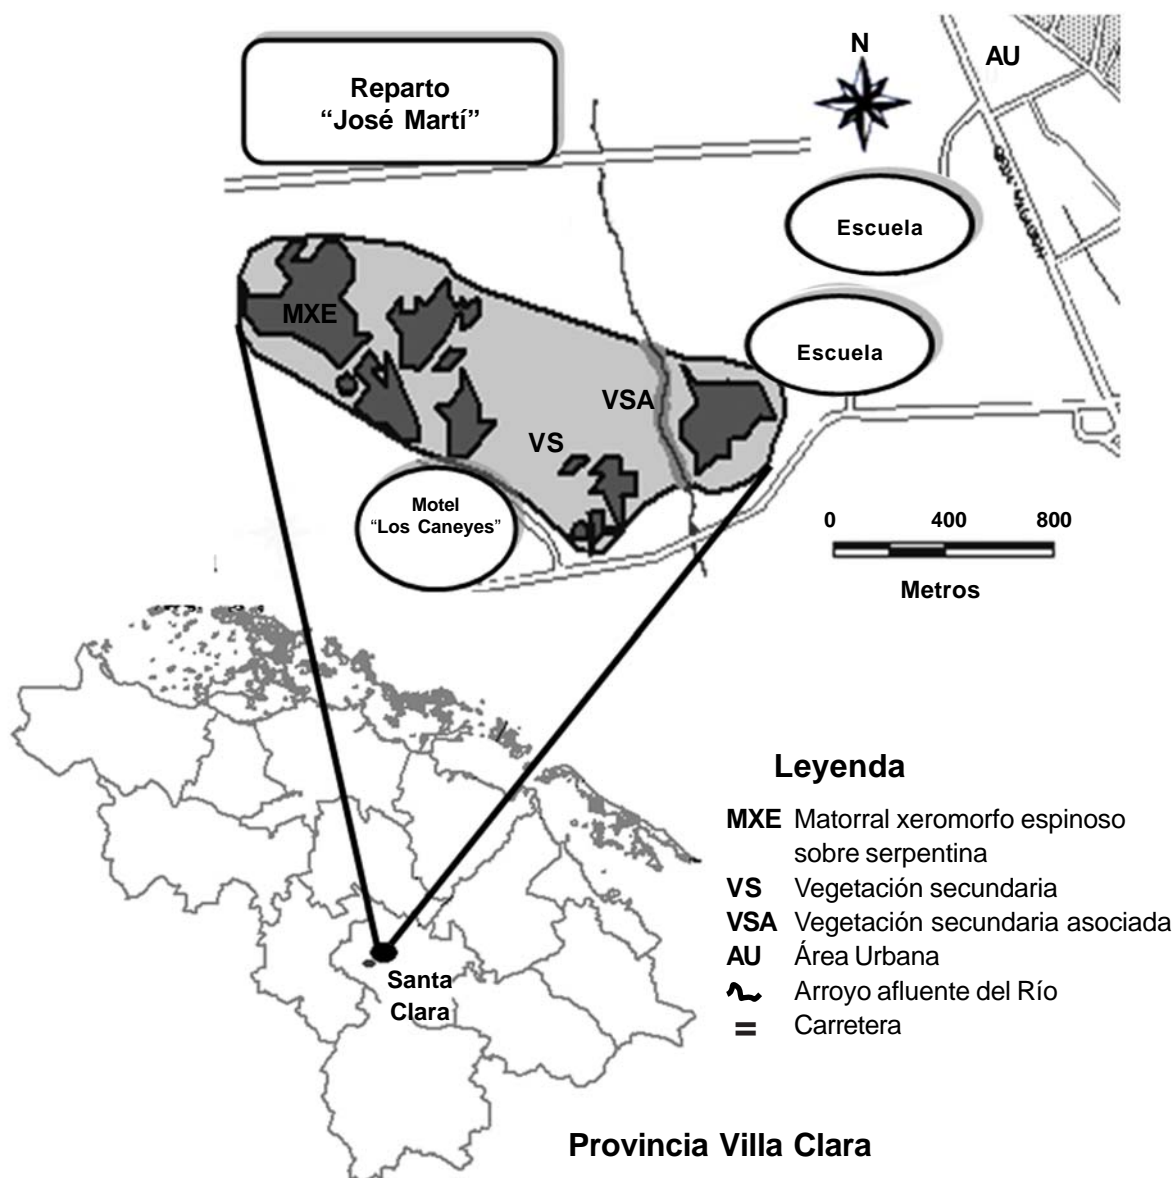 Reparto
“José Martí”
N
AU
Escuela
Escuela
MXE
VSA
VS
Motel
“Los Caneyes”
0 400 800
Metros
Leyenda
MXE Matorral xeromorfo espinoso
sobre serpentina
VS Vegetación secundaria
VSA Vegetación secundaria asociada
AU Área Urbana
Arroyo afluente del Río
Carretera
Santa
Clara
Provincia Villa Clara